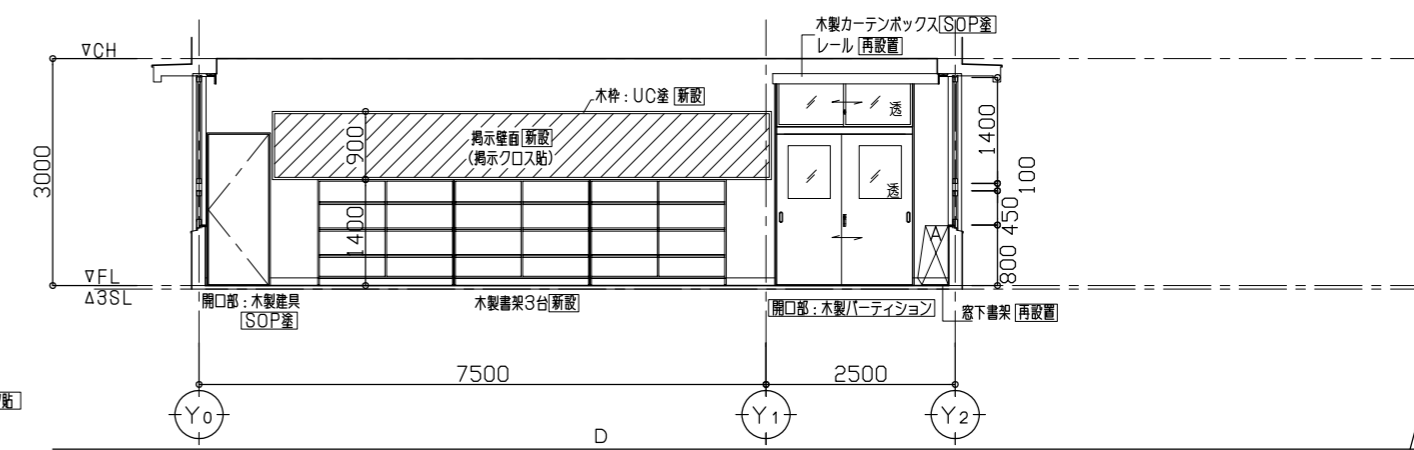 木製カーテンボックスSOP塗
レール 再設置
▽CH
木枠：UC塗 新設
透
掲示壁面 新設
(掲示クロス貼)
900
1400
3000
1400
100
450
800
透
A
▽FL
Δ3SL
開口部：木製建具
SOP塗
木製書架3台新設
開口部：木製パーティション
窓下書架 再設置
7500
2500
貼
Y0
Y1
Y2
D